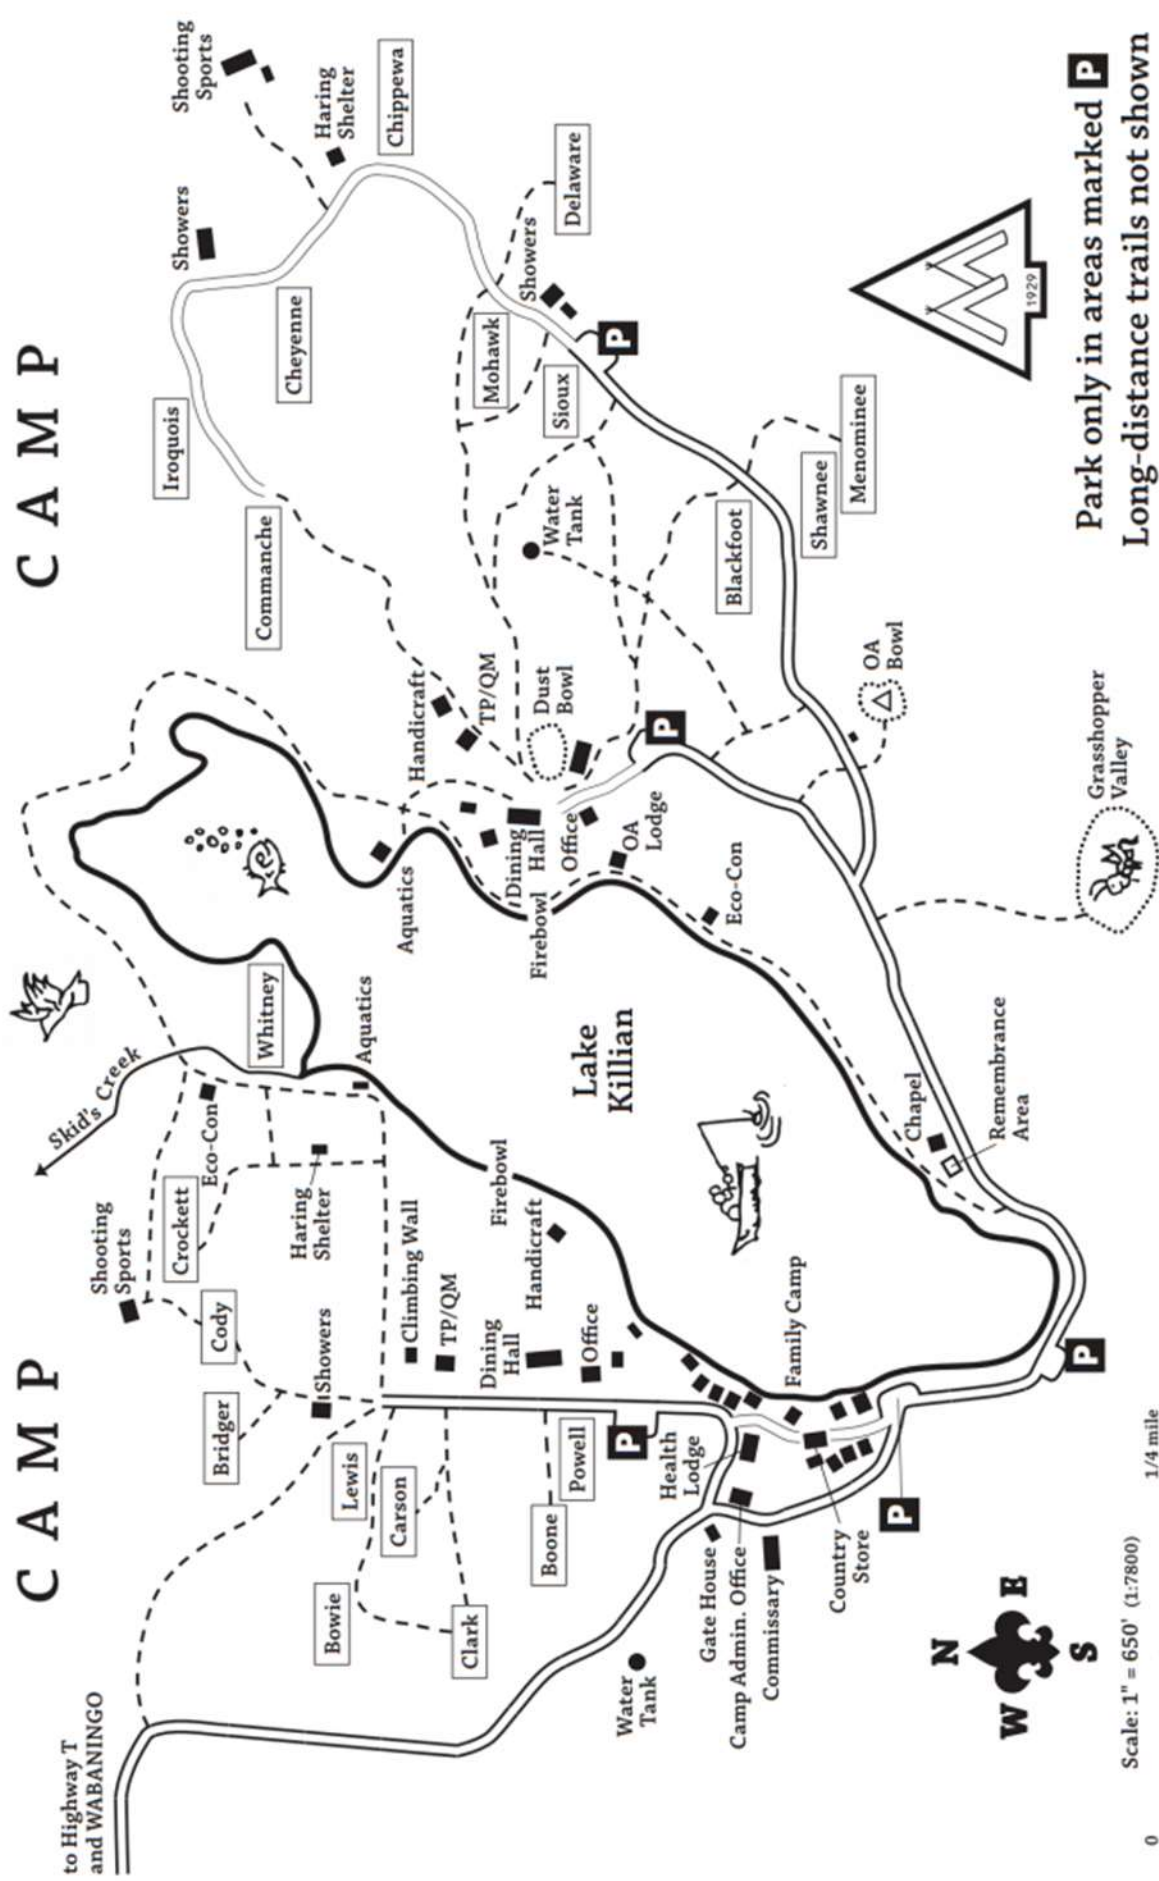 CAMP
CAMP
to Highway T
and WABANINGO
Skid's Creek
Shooting
Sports
Shooting
Sports
Iroquois
Showers
Crockett
Eco-Con
Cody
Bridger
Whitney
Commanche
Cheyenne
Haring
Shelter
Chippewa
Haring
Shelter
Showers
Bowie
Lewis
Aquatics
Carson
Climbing Wall
Aquatics
Handicraft
TP/QM
Clark
TP/QM
Mohawk
Dining
Hall
Firebowl
Handicraft
Dining
Hall
Firebowl
Dust
Bowl
Water
Tank
Sioux
Showers
Delaware
Boone
Powell
Office
Office
Lake
Killian
P
P
P
Water
Tank
Health
Lodge
OA
Lodge
Gate House
Camp Admin. Office
Commissary
Family Camp
Eco-Con
Blackfoot
Shawnee
Menominee
Country
Store
P
OA
Bowl
Chapel
Remembrance
Area
P
Grasshopper
Valley
N
W
E
S
1929
Park only in areas marked P
Long-distance trails not shown
Scale: 1" = 650' (1:7800)
0
1/4 mile